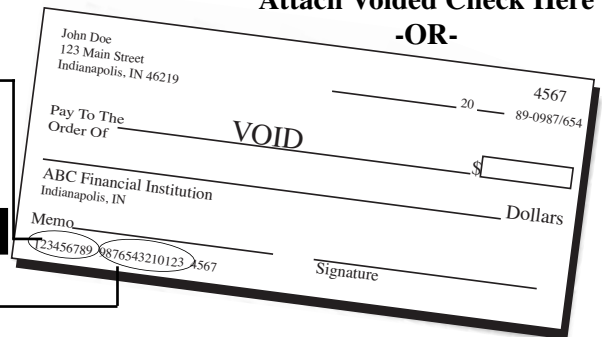 Attach Voided Check Here
-OR-
John Doe
123 Main Street
Indianapolis, IN 46219
4567
20
89-0987/654
Pay To The
Order Of
VOID
$
ABC Financial Institution
Indianapolis, IN
Dollars
Memo
123456789 9876543210123 4567
Signature